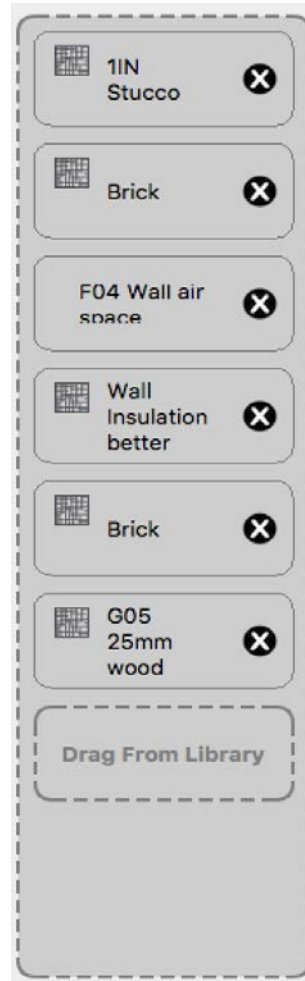 1IN
Stucco
Brick
F04 Wall air
space
Wall
Insulation
better
Brick
G05
25mm
wood
Drag From Library